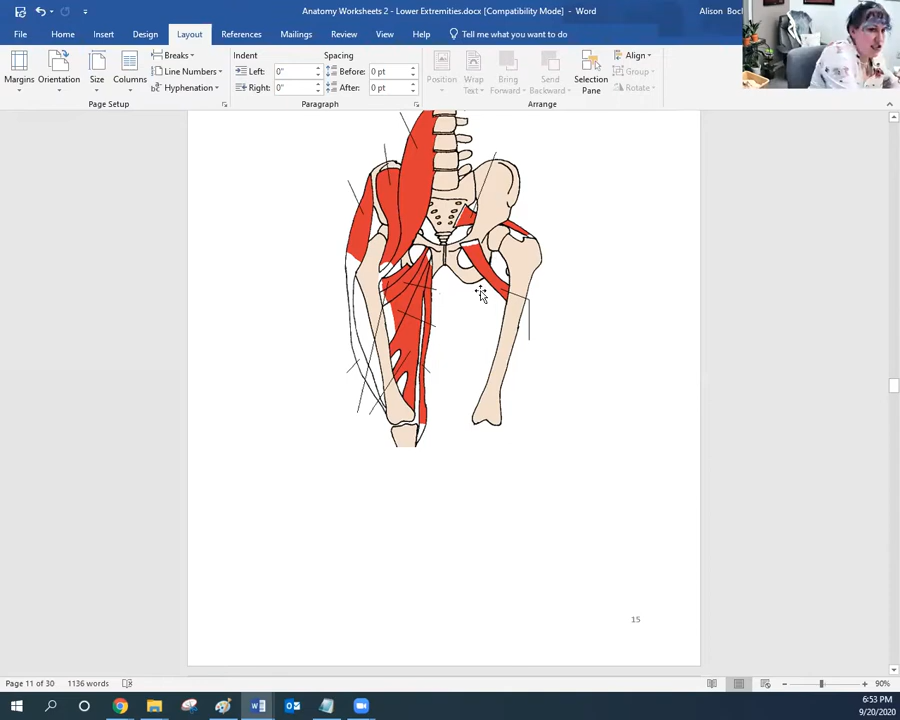 Anatomy Worksheets 2 - Lower Extremities.docx [Compatibility Mode] - Word
Alison Bocl
File Home Insert Design Layout References Mailings Review View Help Tell me what you want to do
Margins Orientation Size Columns
Breaks
Line Numbers
Hyphenation
Page Setup
Indent
Left: 0"
Right: 0"
Spacing
Before: 0 pt
After: 0 pt
Paragraph
Position Wrap Text Bring Forward Send Backward Selection Pane
Align
Group
Rotate
Arrange
15
Page 11 of 30 1136 words
90%
6:53 PM
9/20/2020